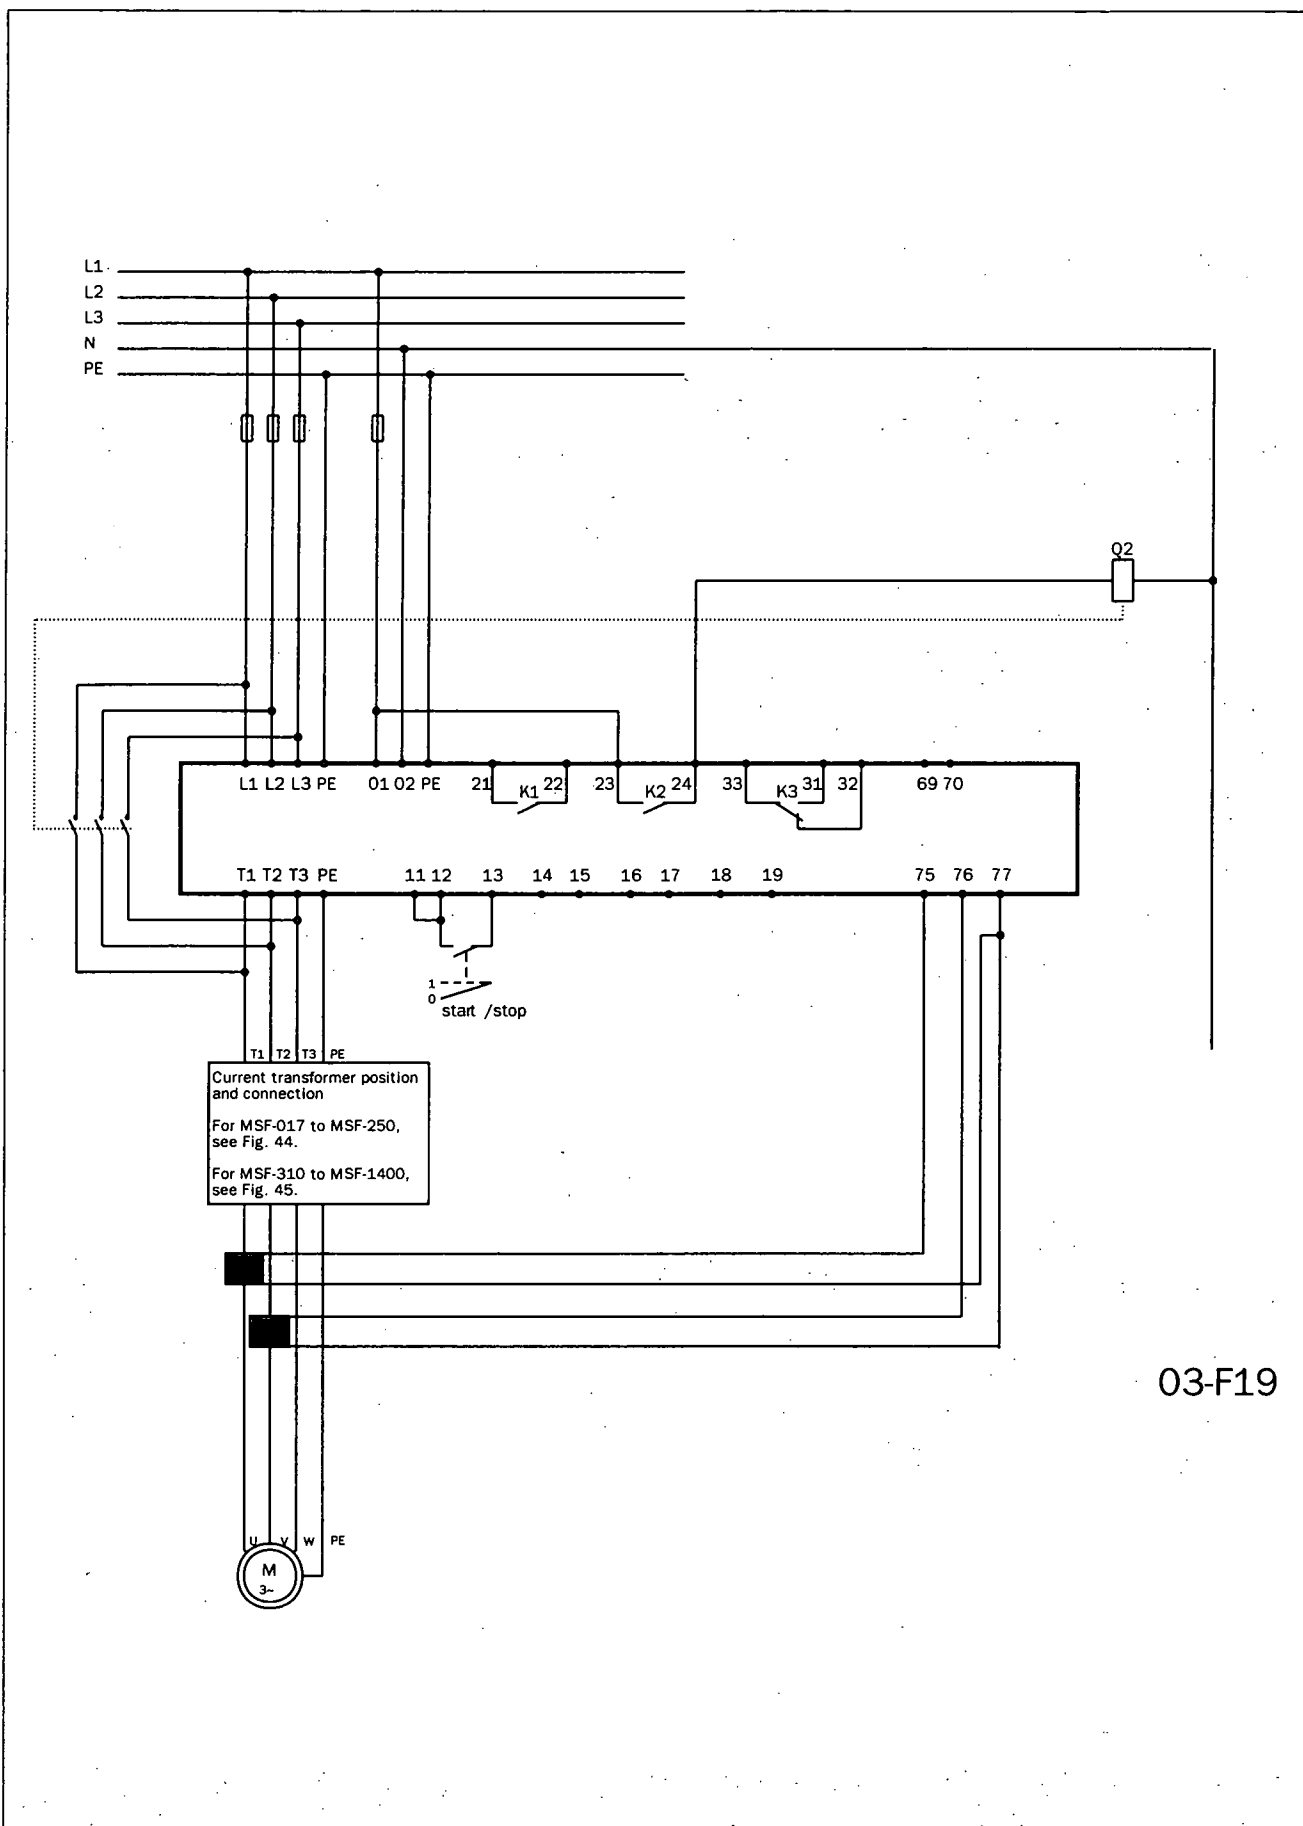 L1
L2
L3
N
PE
Q2
L1 L2 L3 PE 01 02 PE 21 22 23 24 33 31 32 69 70
K1 K2 K3
T1 T2 T3 PE 11 12 13 14 15 16 17 18 19 75 76 77
1
0
start /stop
T1 T2 T3 PE
Current transformer position
and connection
For MSF-017 to MSF-250,
see Fig. 44.
For MSF-310 to MSF-1400,
see Fig. 45.
03-F19
U V W PE
M
3~